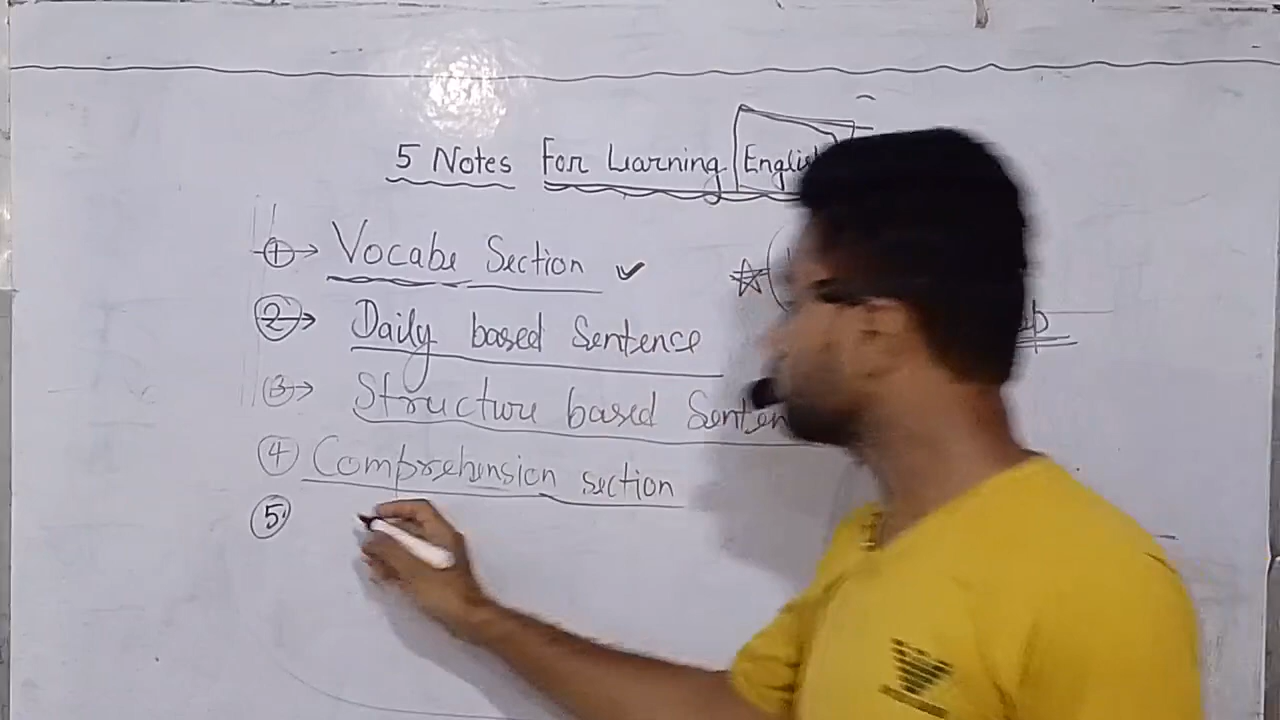 5 Notes For Learning
1 Vocabe Section
2 Daily based Sentence
3 Structure based
4 Comprehension section
5